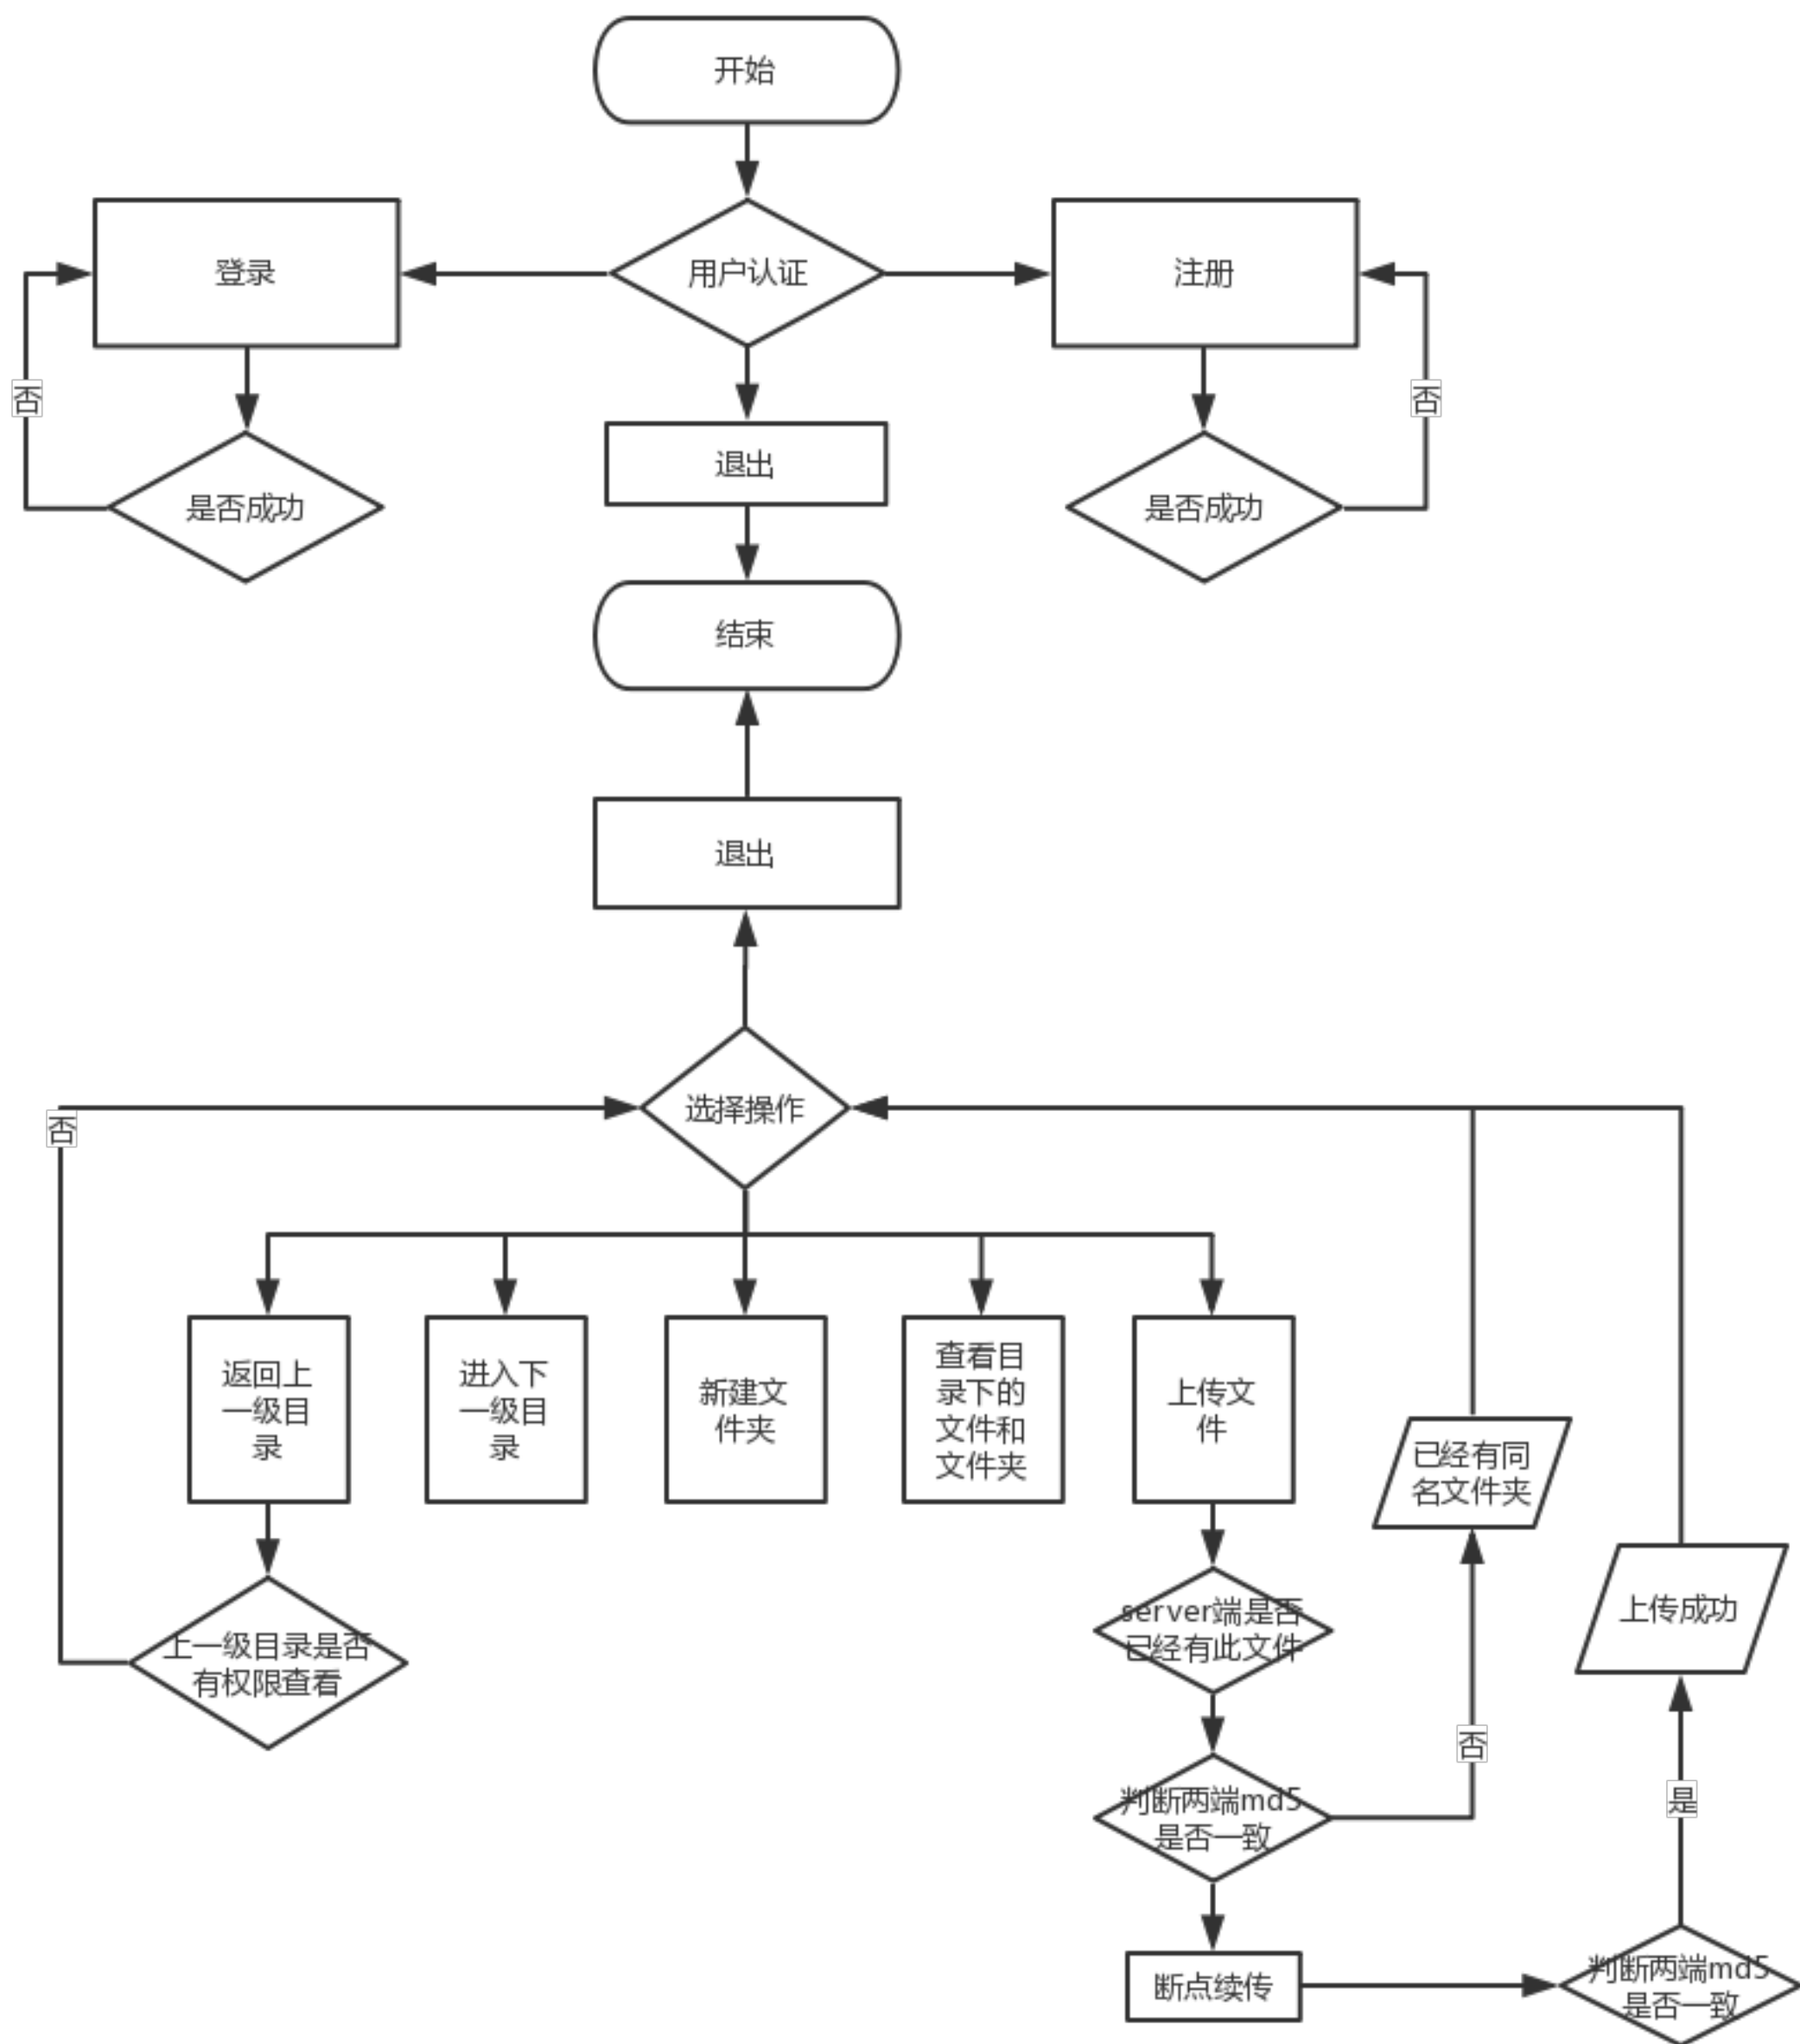 开始
登录
用户认证
注册
否
否
退出
是否成功
是否成功
结束
退出
选择操作
否
返回上
一级目
录
进入下
一级目
录
新建文
件夹
查看目
录下的
文件和
文件夹
上传文
件
已经有同
名文件夹
上一级目录是否
有权限查看
server端是否
已经有此文件
上传成功
否
判断两端md5
是否一致
是
断点续传
判断两端md5
是否一致